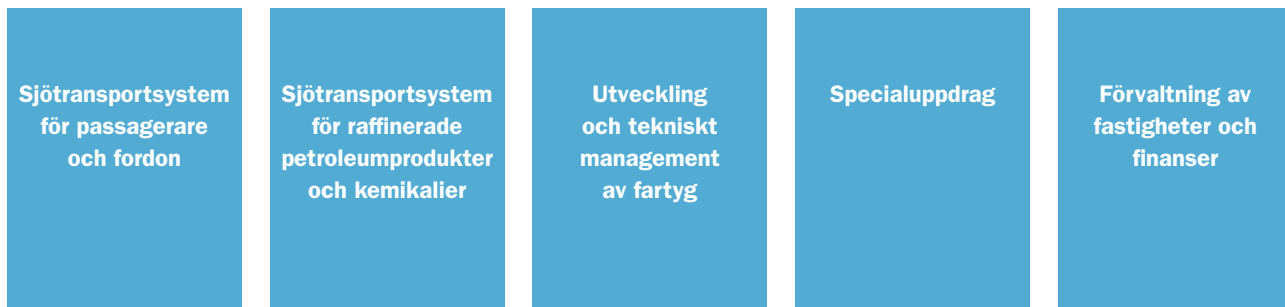 Sjötransportsystem
för passagerare
och fordon
Sjötransportsystem
för raffinerade
petroleumprodukter
och kemikalier
Utveckling
och tekniskt
management
av fartyg
Specialuppdrag
Förvaltning av
fastigheter och
finanser